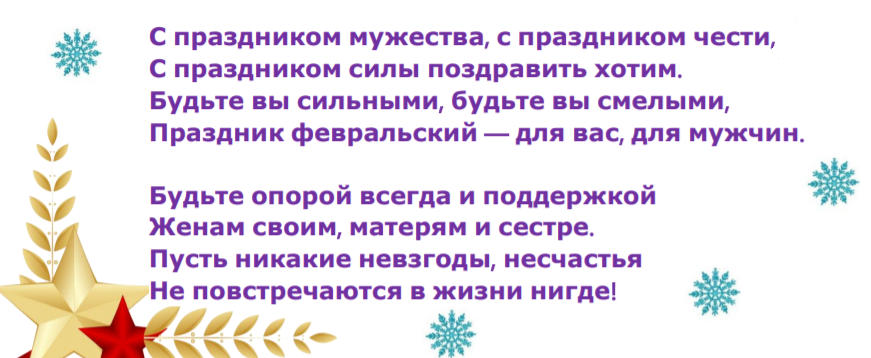 С праздником мужества, с праздником чести,
С праздником силы поздравить хотим.
Будьте вы сильными, будьте вы смелыми,
Праздник февральский — для вас, для мужчин.
Будьте опорой всегда и поддержкой
Женам своим, матерям и сестре.
Пусть никакие невзгоды, несчастья
Не повстречаются в жизни нигде!